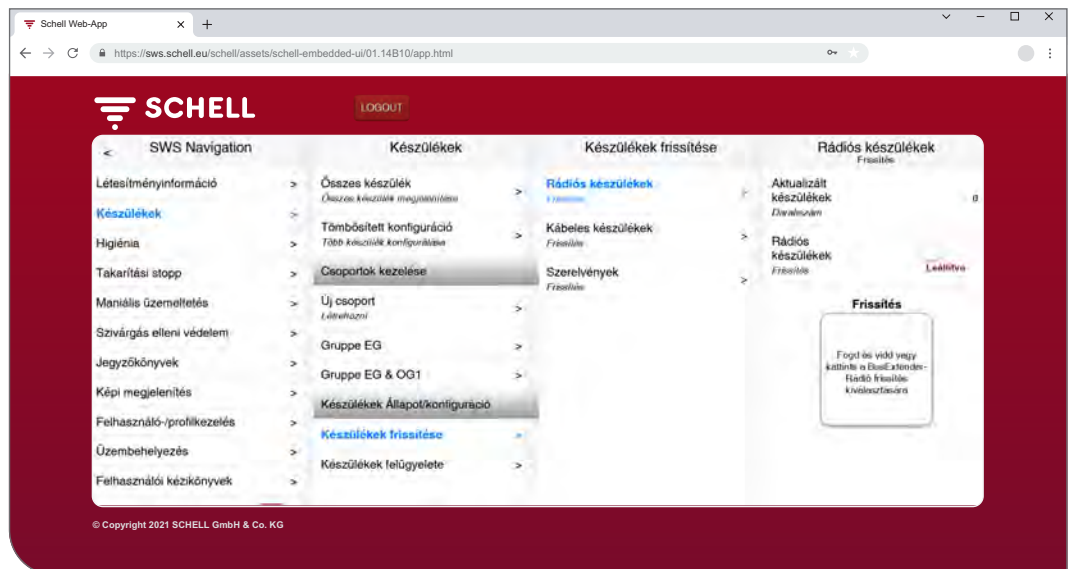 Schell Web-App
https://sws.schell.eu/schell/assets/schell-embedded-ui/01.14B10/app.html
SCHELL
LOGOUT
< SWS Navigation
Létesítményinformáció >
Készülékek >
Higiénia >
Takarítási stopp >
Maniális üzemeltetés >
Szivárgás elleni védelem >
Jegyzőkönyvek >
Képi megjelenítés >
Felhasználó-/profilkezelés >
Üzembehelyezés >
Felhasználói kézikönyvek >
Készülékek
Összes készülék >
Összes készülék megjelenítése
Tömbösített konfiguráció >
Több készülék konfigurálása
Csoportok kezelése
Új csoport >
Létrehozni
Gruppe EG >
Gruppe EG & OG1 >
Készülékek Állapot/konfiguráció
Készülékek frissítése >
Készülékek felügyelete >
Készülékek frissítése
Rádiós készülékek >
Frissítés
Kábeles készülékek >
Frissítés
Szerelvények >
Frissítés
Rádiós készülékek
Frissítés
Aktualizált
készülékek
Darabszám
0
Rádiós
készülékek
Frissítés
Leállítva
Frissítés
Fogd és vidd vagy
kattints a BusExtender-
Rádió frissítés
kiválasztására
© Copyright 2021 SCHELL GmbH & Co. KG